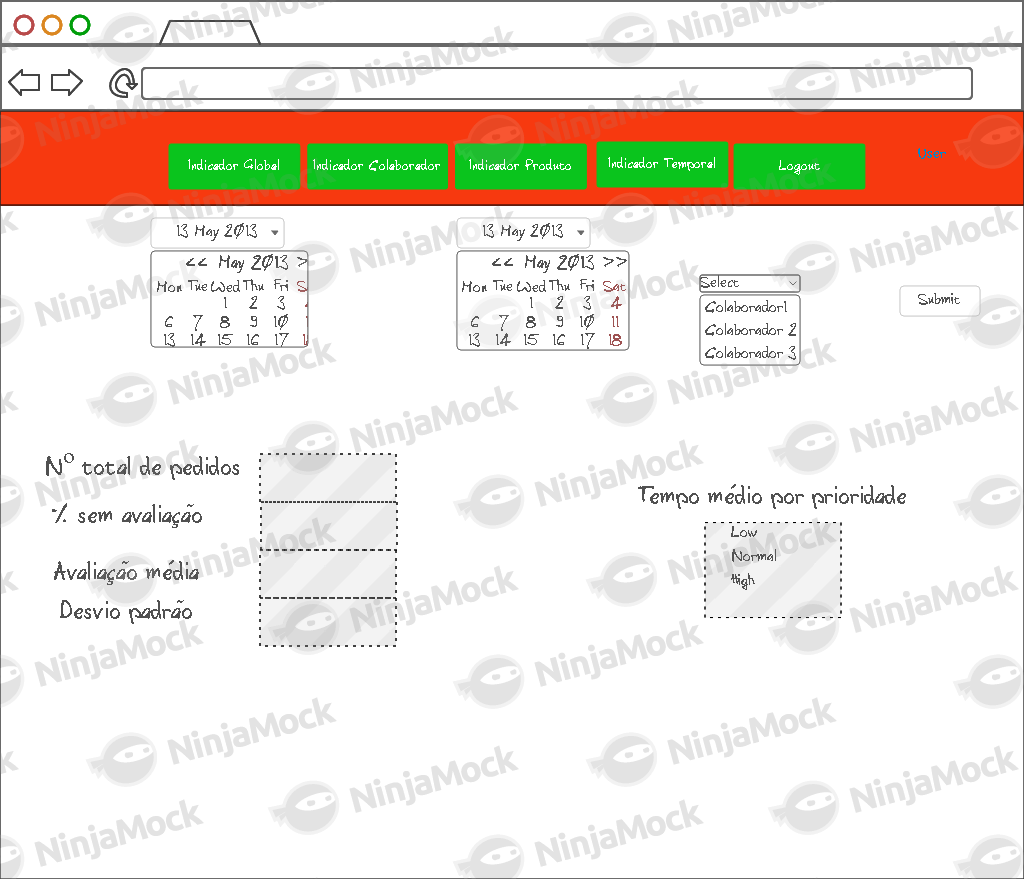 Indicador Global
Indicador Colaborador
Indicador Produto
Indicador Temporal
Logout
User
13 May 2013
<< May 2013 >
Mon Tue Wed Thu Fri S
1 2 3
6 7 8 9 10 1
13 14 15 16 17
13 May 2013
<< May 2013 >>
Mon Tue Wed Thu Fri Sat
1 2 3 4
6 7 8 9 10 11
13 14 15 16 17 18
Select
Colaborador1
Colaborador 2
Colaborador 3
Submit
Nº total de pedidos
% sem avaliação
Avaliação média
Desvio padrão
Tempo médio por prioridade
Low
Normal
High
NinjaMock